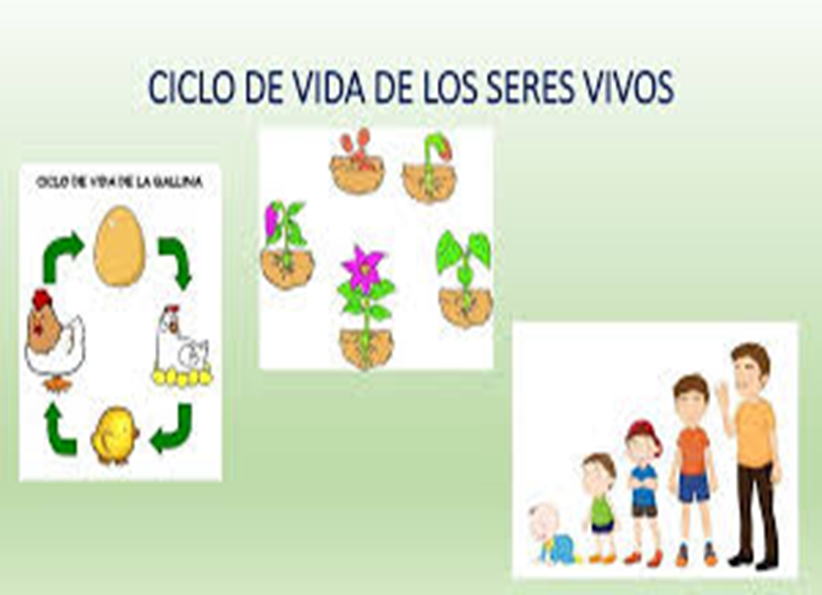 CICLO DE VIDA DE LOS SERES VIVOS
CICLO DE VIDA DE LA GALLINA